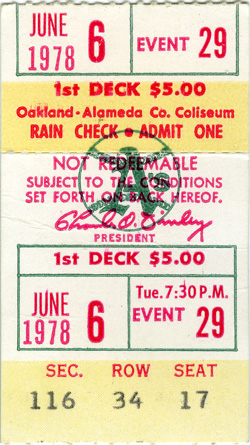 JUNE 6 EVENT 29
1978
1st DECK $5.00
Oakland-Alameda Co. Coliseum
RAIN CHECK • ADMIT ONE
NOT REDEEMABLE
SUBJECT TO THE CONDITIONS
SET FORTH ON BACK HEREOF.
Charles O. Finley
PRESIDENT
A's
1st DECK $5.00
JUNE 6 Tue. 7:30 P.M.
1978 EVENT 29
SEC. ROW SEAT
116 34 17